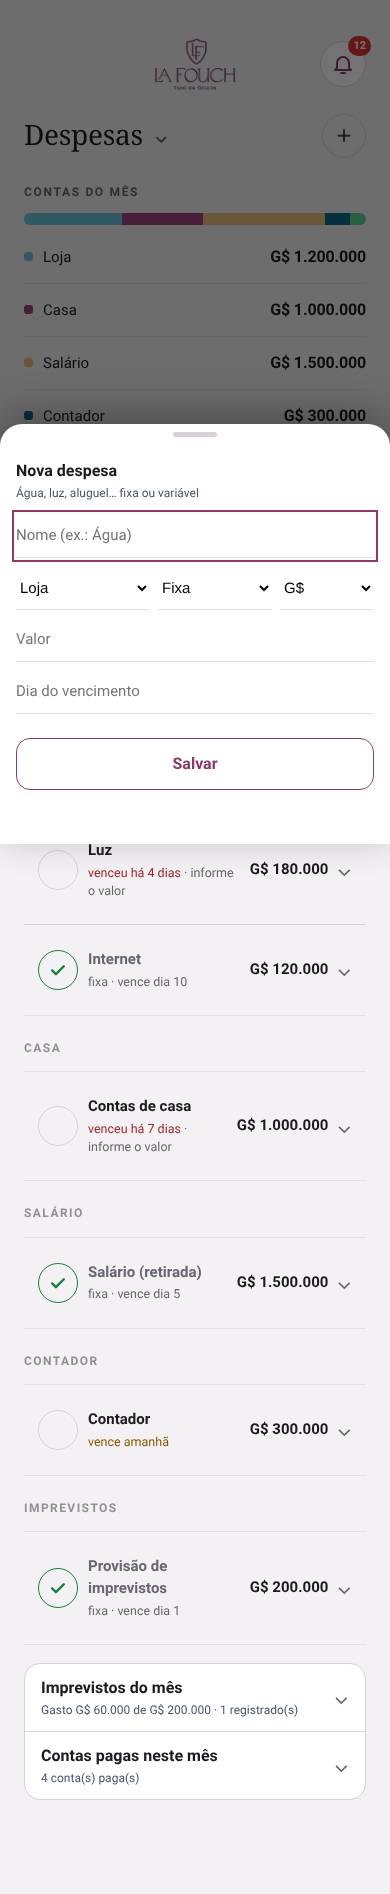 12
LA FOUCH
Despesas
CONTAS DO MÊS
Loja G$ 1.200.000
Casa G$ 1.000.000
Salário G$ 1.500.000
Contador G$ 300.000
Nova despesa
Água, luz, aluguel… fixa ou variável
Nome (ex.: Água)
Loja Fixa G$
Valor
Dia do vencimento
Salvar
Luz
venceu há 4 dias · informe
o valor
G$ 180.000
Internet
fixa · vence dia 10
G$ 120.000
CASA
Contas de casa
venceu há 7 dias ·
informe o valor
G$ 1.000.000
SALÁRIO
Salário (retirada)
fixa · vence dia 5
G$ 1.500.000
CONTADOR
Contador
vence amanhã
G$ 300.000
IMPREVISTOS
Provisão de
imprevistos
fixa · vence dia 1
G$ 200.000
Imprevistos do mês
Gasto G$ 60.000 de G$ 200.000 · 1 registrado(s)
Contas pagas neste mês
4 conta(s) paga(s)